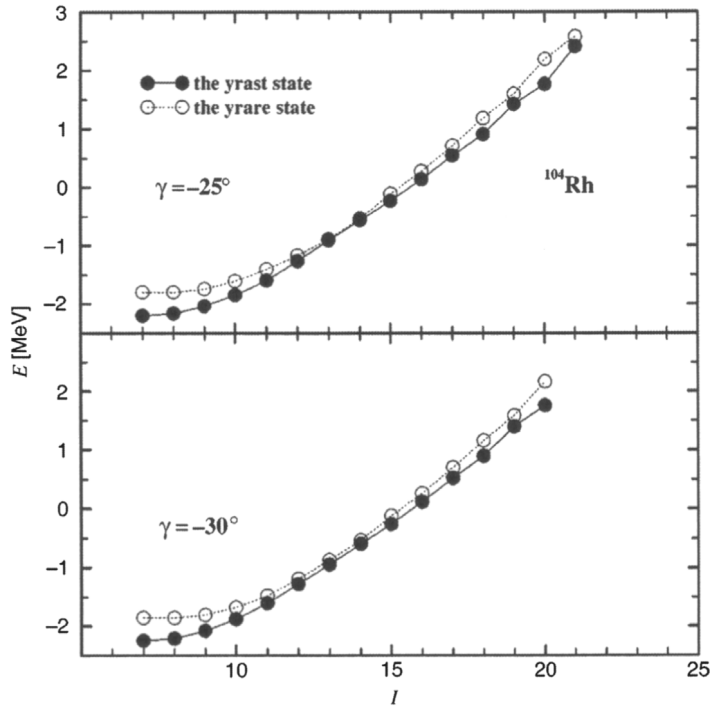 3
2
the yrast state
the yrare state
1
0
γ = −25°
¹⁰⁴Rh
−1
−2
E [MeV]
2
1
0
γ = −30°
−1
−2
10
15
20
25
I